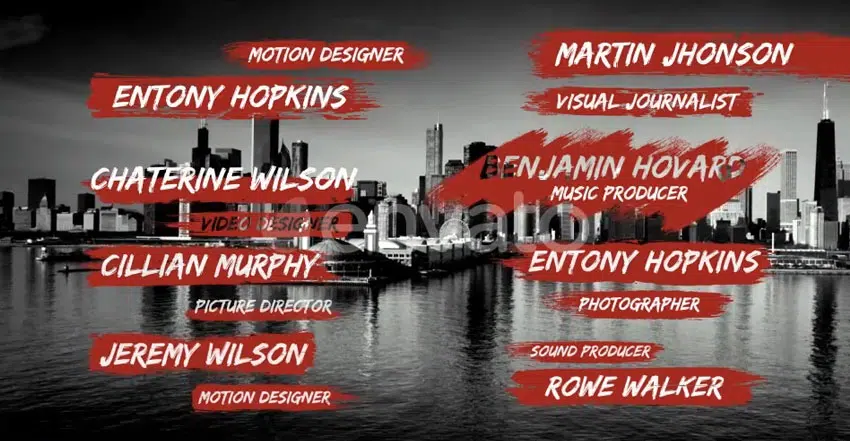 MOTION DESIGNER
ENTONY HOPKINS
CHATERINE WILSON
VIDEO DESIGNER
CILLIAN MURPHY
PICTURE DIRECTOR
JEREMY WILSON
MOTION DESIGNER
MARTIN JHONSON
VISUAL JOURNALIST
BENJAMIN HOVARD
MUSIC PRODUCER
ENTONY HOPKINS
PHOTOGRAPHER
SOUND PRODUCER
ROWE WALKER
envato